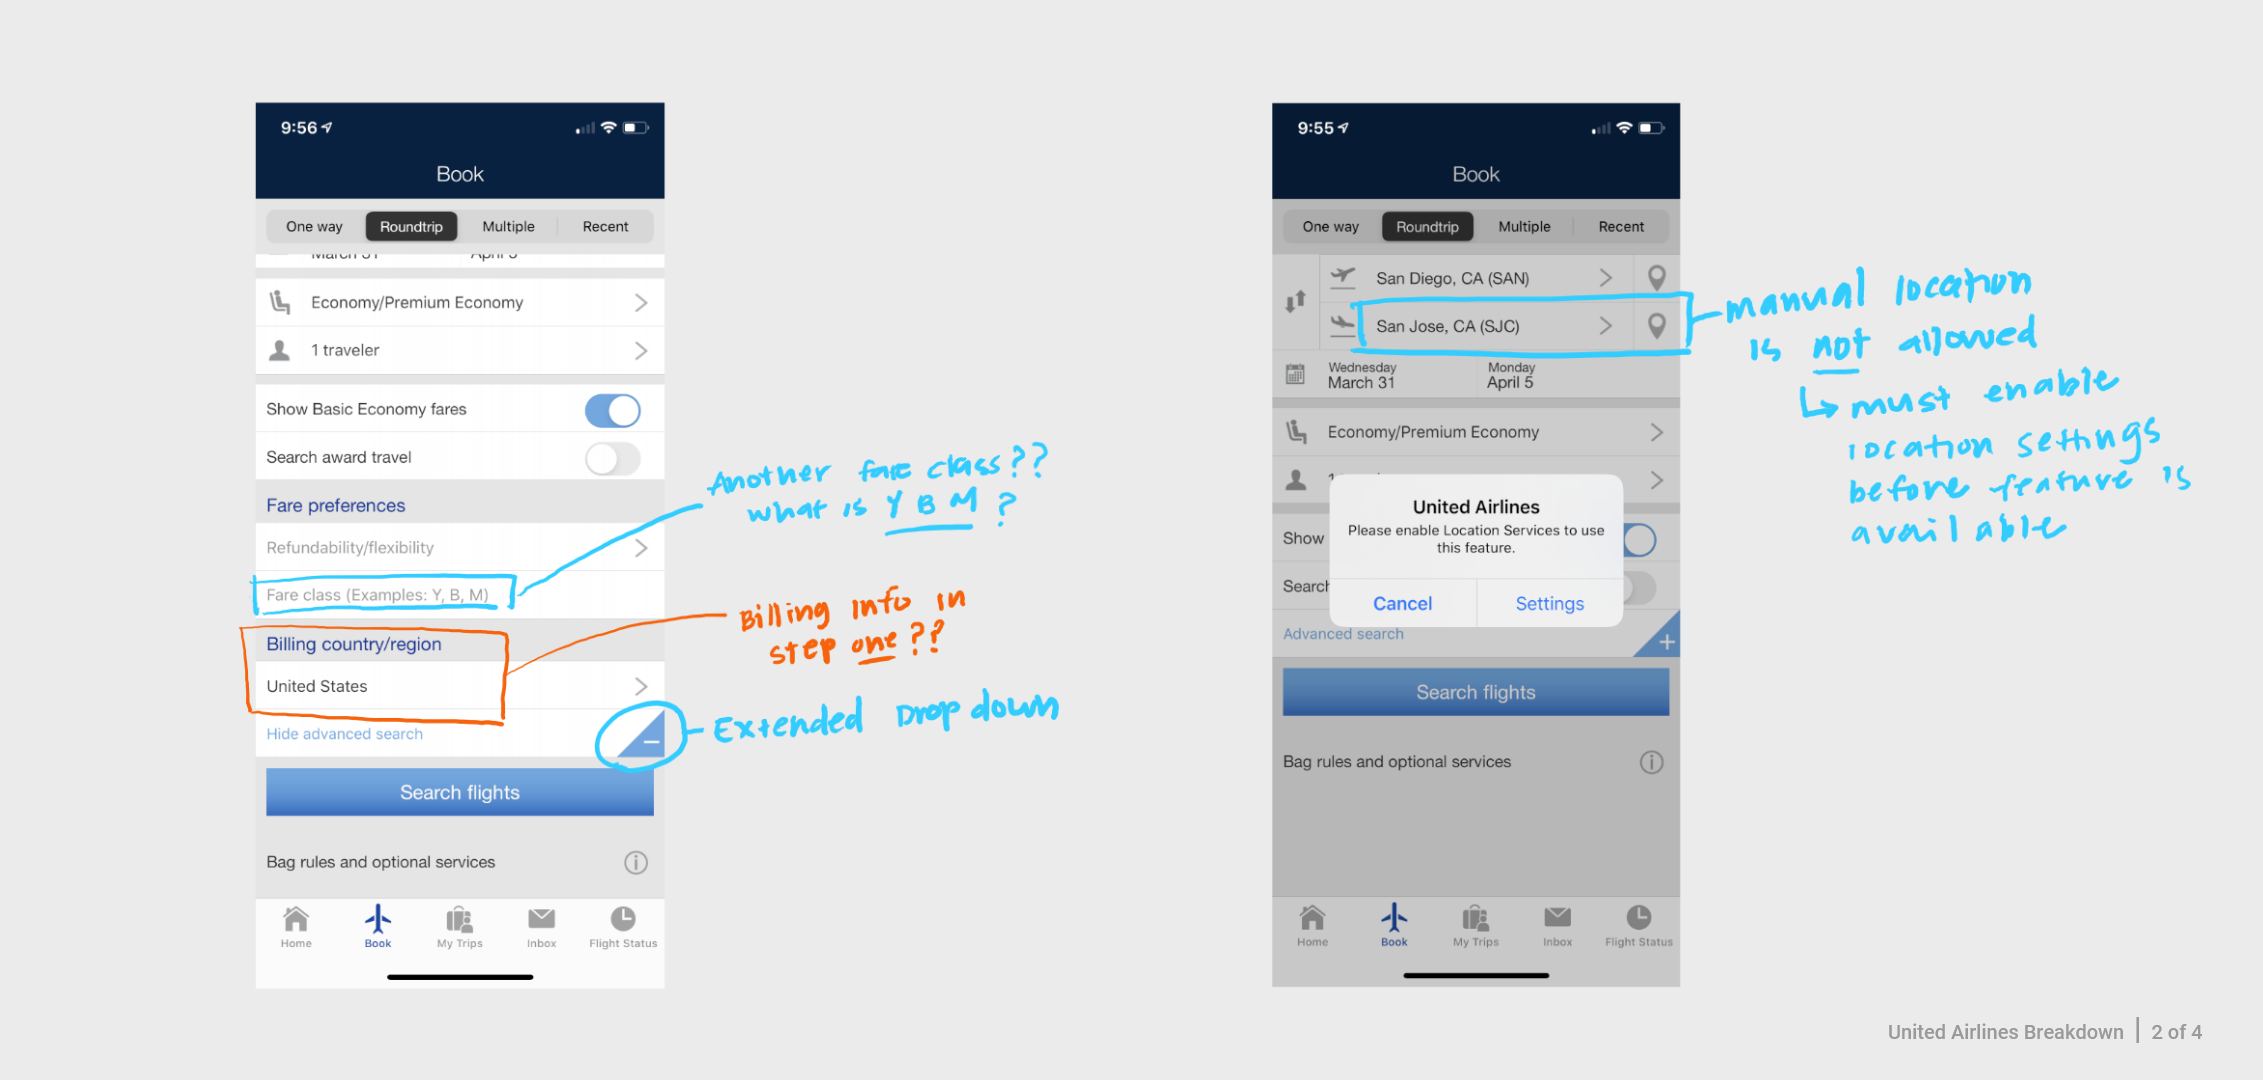 9:56
Book
One way
Roundtrip
Multiple
Recent
March 31
April 5
Economy/Premium Economy
1 traveler
Show Basic Economy fares
Search award travel
Fare preferences
Refundability/flexibility
Fare class (Examples: Y, B, M)
Billing country/region
United States
Hide advanced search
Search flights
Bag rules and optional services
Home
Book
My Trips
Inbox
Flight Status
Another fare class??
what is Y B M ?
Billing Info in
step one??
Extended Drop down
9:55
Book
One way
Roundtrip
Multiple
Recent
San Diego, CA (SAN)
San Jose, CA (SJC)
Wednesday
March 31
Monday
April 5
Economy/Premium Economy
1
Show
Search
United Airlines
Please enable Location Services to use
this feature.
Cancel
Settings
Advanced search
Search flights
Bag rules and optional services
Home
Book
My Trips
Inbox
Flight Status
manual location
is not allowed
↳ must enable
location settings
before feature is
available
United Airlines Breakdown | 2 of 4